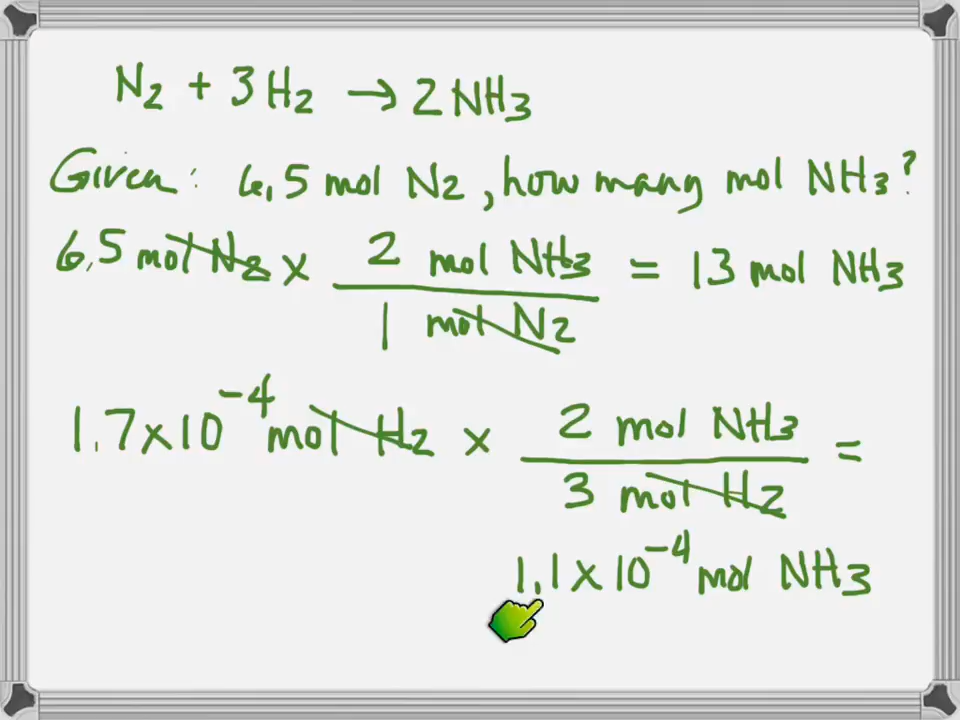 N₂ + 3H₂ → 2NH₃
Given: 6.5 mol N₂, how many mol NH₃?
6.5 mol N₂ × 2 mol NH₃ / 1 mol N₂ = 13 mol NH₃
1.7×10⁻⁴ mol H₂ × 2 mol NH₃ / 3 mol H₂ =
1.1×10⁻⁴ mol NH₃